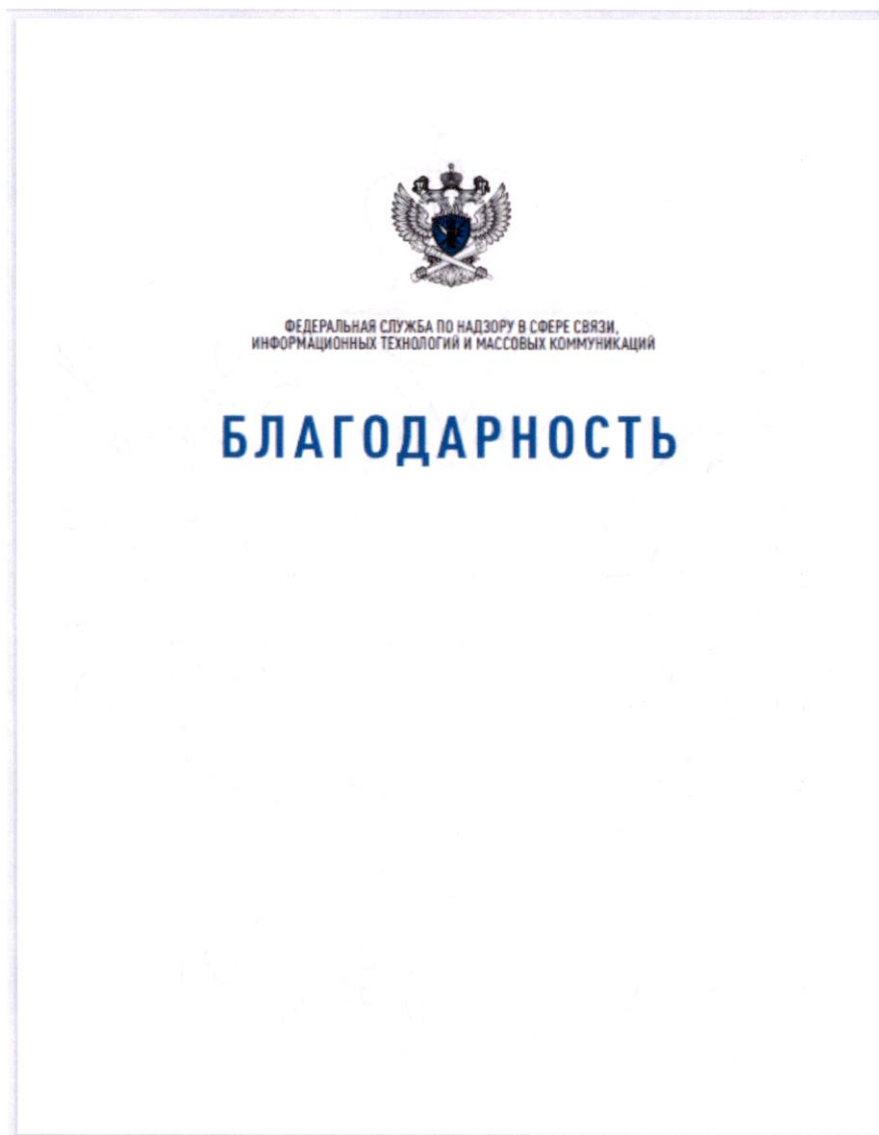 ФЕДЕРАЛЬНАЯ СЛУЖБА ПО НАДЗОРУ В СФЕРЕ СВЯЗИ,
ИНФОРМАЦИОННЫХ ТЕХНОЛОГИЙ И МАССОВЫХ КОММУНИКАЦИЙ
БЛАГОДАРНОСТЬ